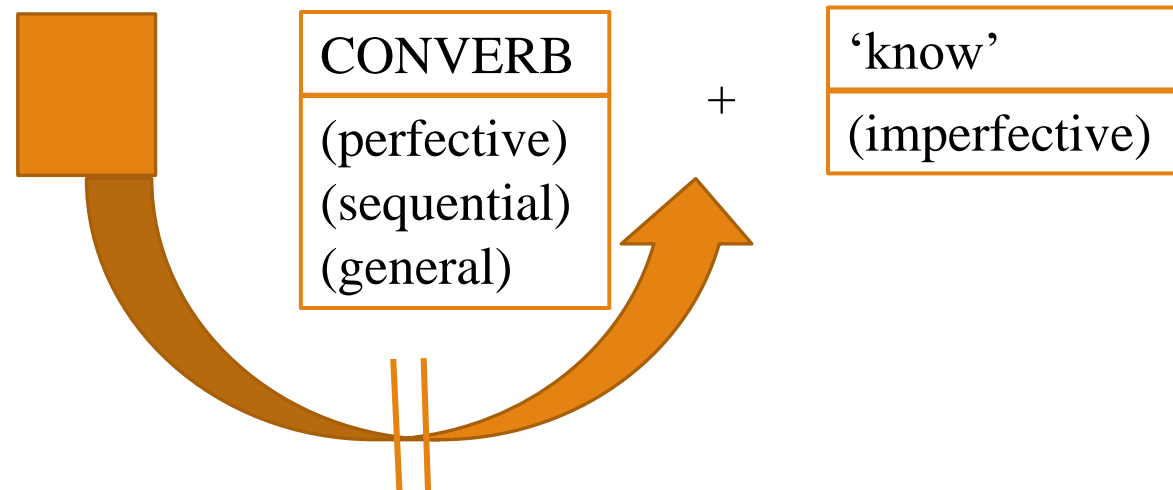 CONVERB
(perfective)
(sequential)
(general)
+
‘know’
(imperfective)